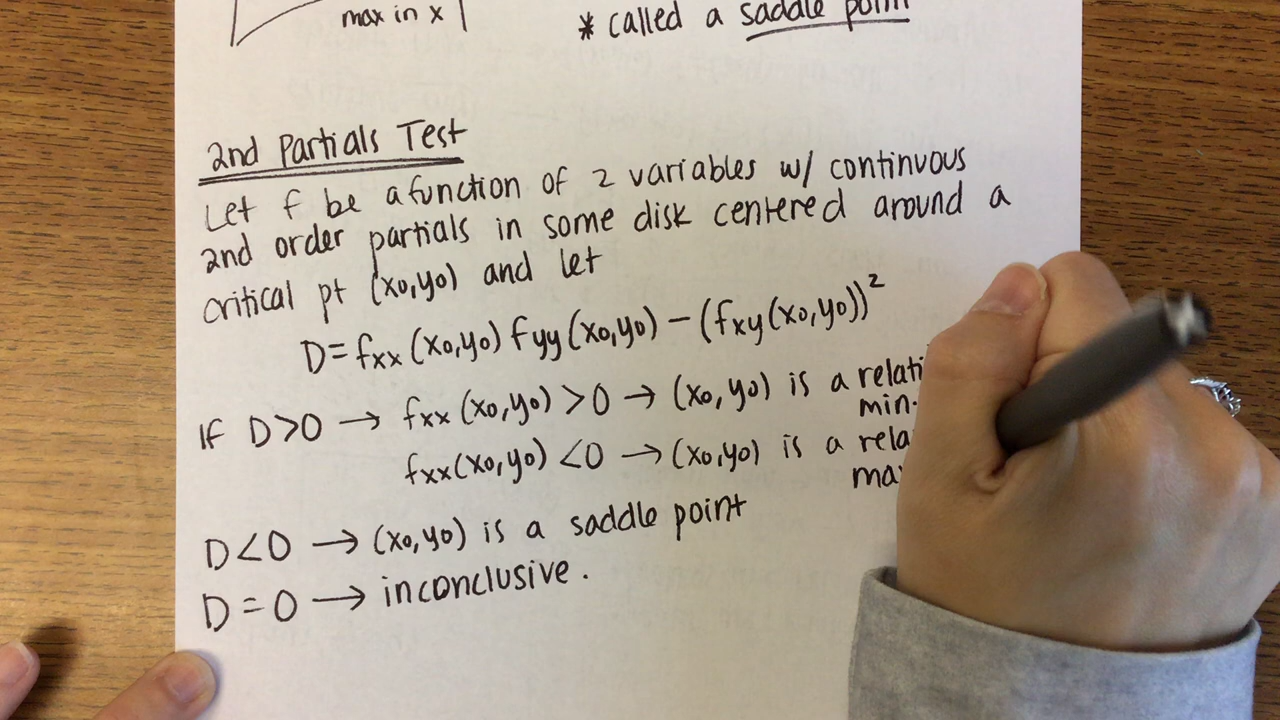 max in x
* called a saddle point
2nd Partials Test
Let f be a function of 2 variables w/ continuous
2nd order partials in some disk centered around a
critical pt (x0,y0) and let
D=fxx(x0,y0)fyy(x0,y0)-(fxy(x0,y0))²
If D>0 → fxx(x0,y0)>0 → (x0,y0) is a relati
min.
fxx(x0,y0)<0 → (x0,y0) is a rela
ma
D<0 → (x0,y0) is a saddle point
D=0 → inconclusive.